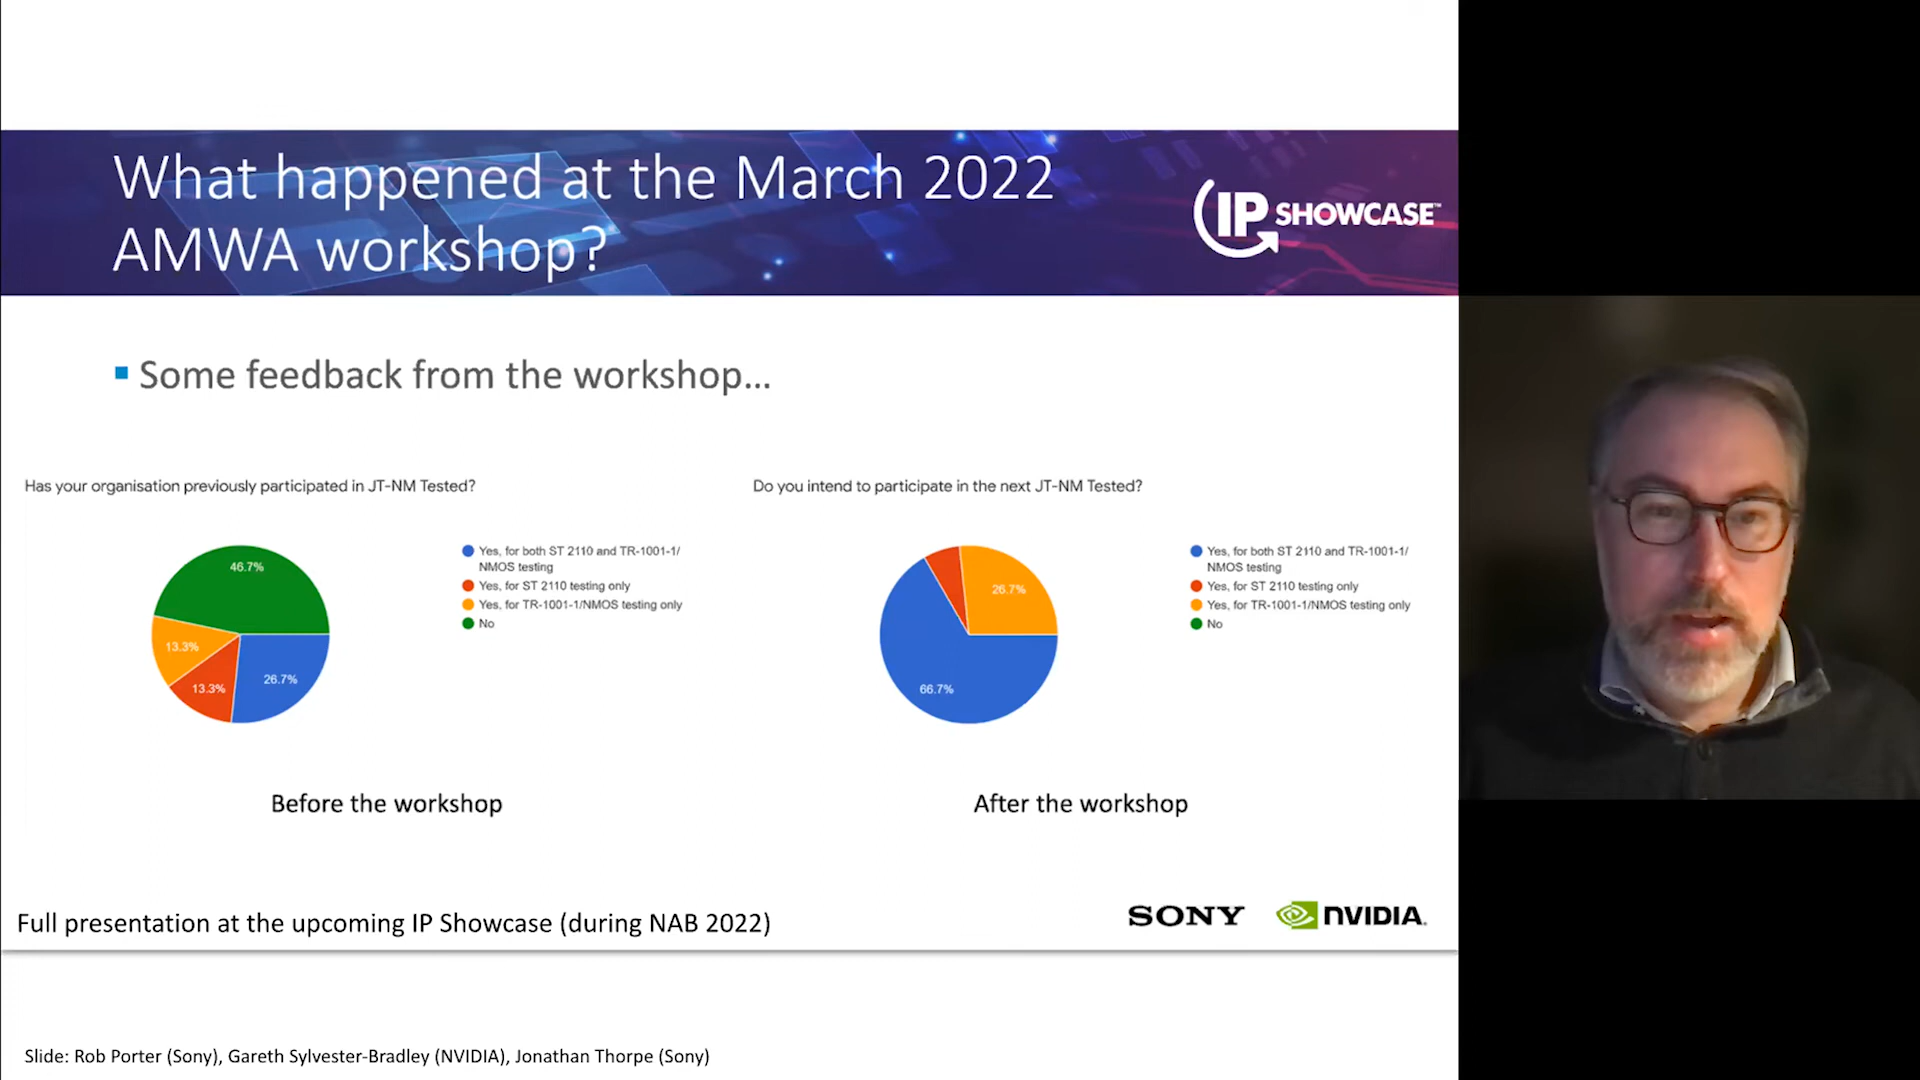 What happened at the March 2022
AMWA workshop?
IP SHOWCASE™
Some feedback from the workshop...
Has your organisation previously participated in JT-NM Tested?
46.7%
13.3%
13.3%
26.7%
Yes, for both ST 2110 and TR-1001-1/
NMOS testing
Yes, for ST 2110 testing only
Yes, for TR-1001-1/NMOS testing only
No
Before the workshop
Do you intend to participate in the next JT-NM Tested?
26.7%
66.7%
Yes, for both ST 2110 and TR-1001-1/
NMOS testing
Yes, for ST 2110 testing only
Yes, for TR-1001-1/NMOS testing only
No
After the workshop
Full presentation at the upcoming IP Showcase (during NAB 2022)
SONY
NVIDIA.
Slide: Rob Porter (Sony), Gareth Sylvester-Bradley (NVIDIA), Jonathan Thorpe (Sony)